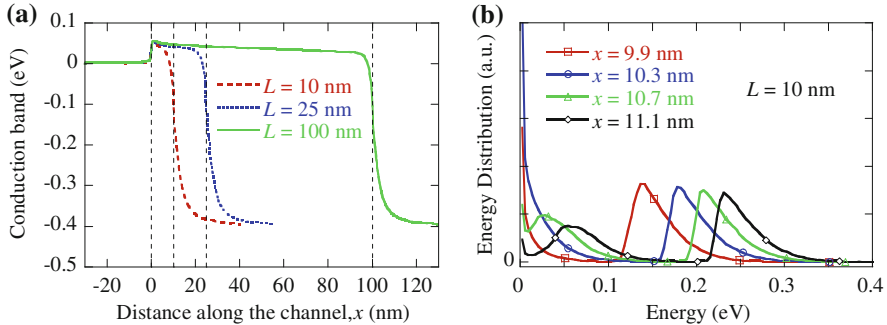 (a)
0.1
0
-0.1
-0.2
-0.3
-0.4
-0.5
Conduction band (eV)
L = 10 nm
L = 25 nm
L = 100 nm
-20 0 20 40 60 80 100 120
Distance along the channel,x (nm)
(b)
Energy Distribution (a.u.)
x = 9.9 nm
x = 10.3 nm
x = 10.7 nm
x = 11.1 nm
L = 10 nm
0
0 0.1 0.2 0.3 0.4
Energy (eV)